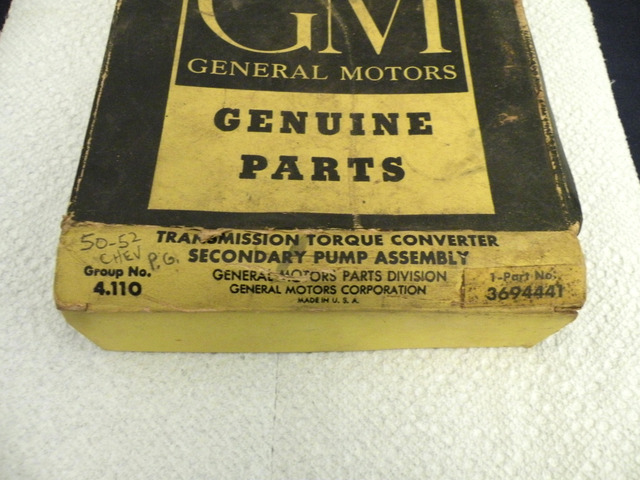 GM
GENERAL MOTORS
GENUINE
PARTS
50-52
CHEV P.G.
TRANSMISSION TORQUE CONVERTER
SECONDARY PUMP ASSEMBLY
Group No.
4.110
GENERAL MOTORS PARTS DIVISION
GENERAL MOTORS CORPORATION
MADE IN U. S. A.
1-Part No.
3694441